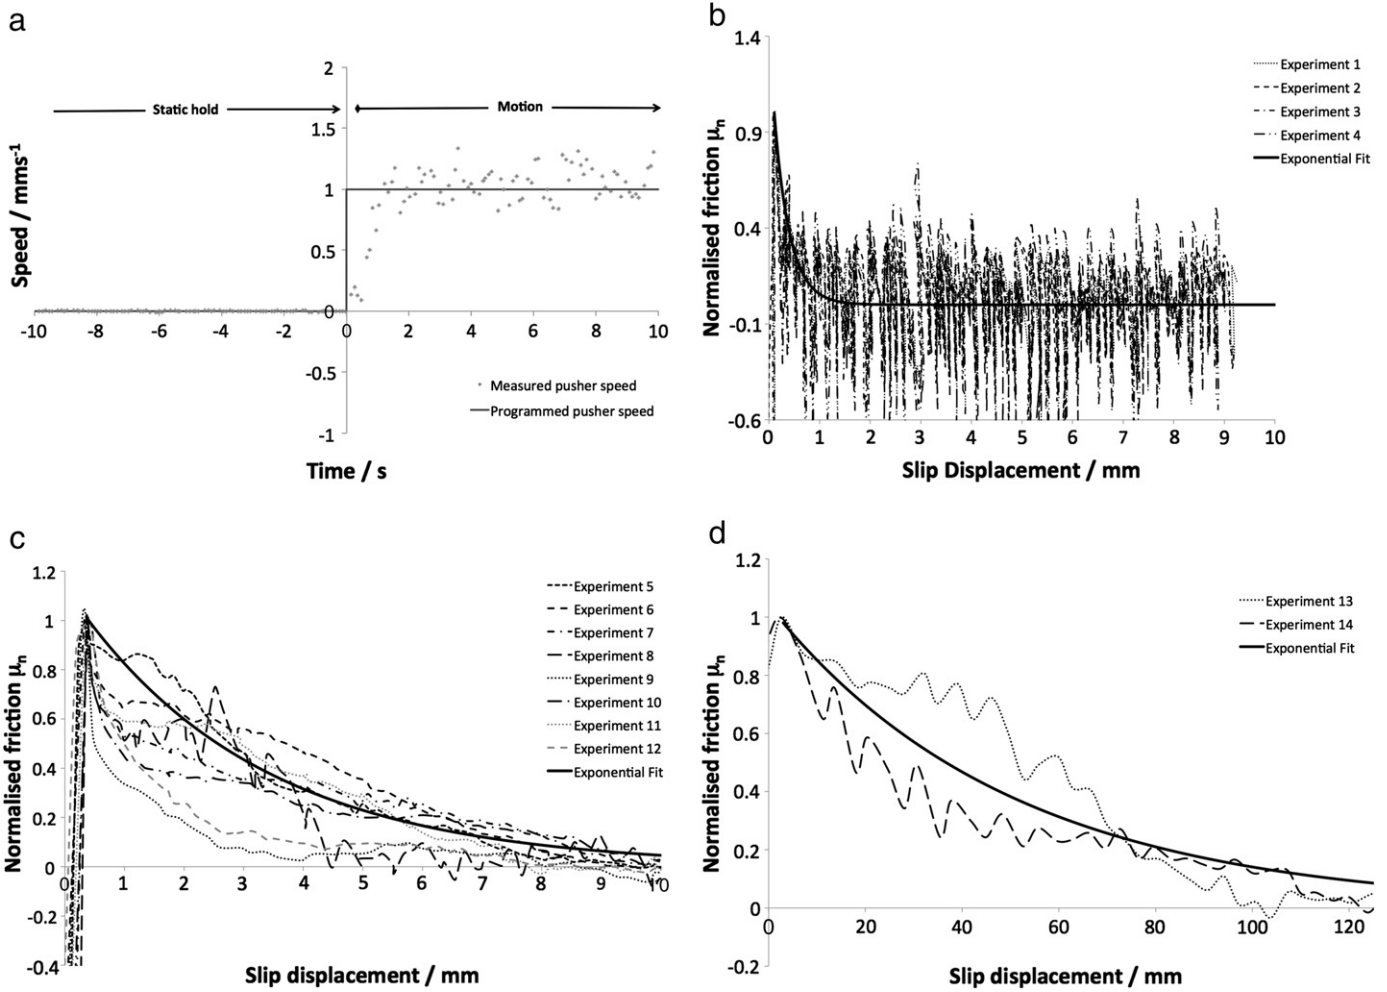 a
Speed / mms-1
2
1.5
1
0.5
0
-0.5
-1
Static hold
Motion
-10 -8 -6 -4 -2 0 2 4 6 8 10
Measured pusher speed
Programmed pusher speed
Time / s
b
Normalised friction μn
1.4
0.9
0.4
-0.1
-0.6
Experiment 1
Experiment 2
Experiment 3
Experiment 4
Exponential Fit
0 1 2 3 4 5 6 7 8 9 10
Slip Displacement / mm
c
Normalised friction μn
1.2
1
0.8
0.6
0.4
0.2
0
-0.2
-0.4
Experiment 5
Experiment 6
Experiment 7
Experiment 8
Experiment 9
Experiment 10
Experiment 11
Experiment 12
Exponential Fit
0 1 2 3 4 5 6 7 8 9 10
Slip displacement / mm
d
Normalised friction μn
1.2
1
0.8
0.6
0.4
0.2
0
-0.2
Experiment 13
Experiment 14
Exponential Fit
0 20 40 60 80 100 120
Slip displacement / mm